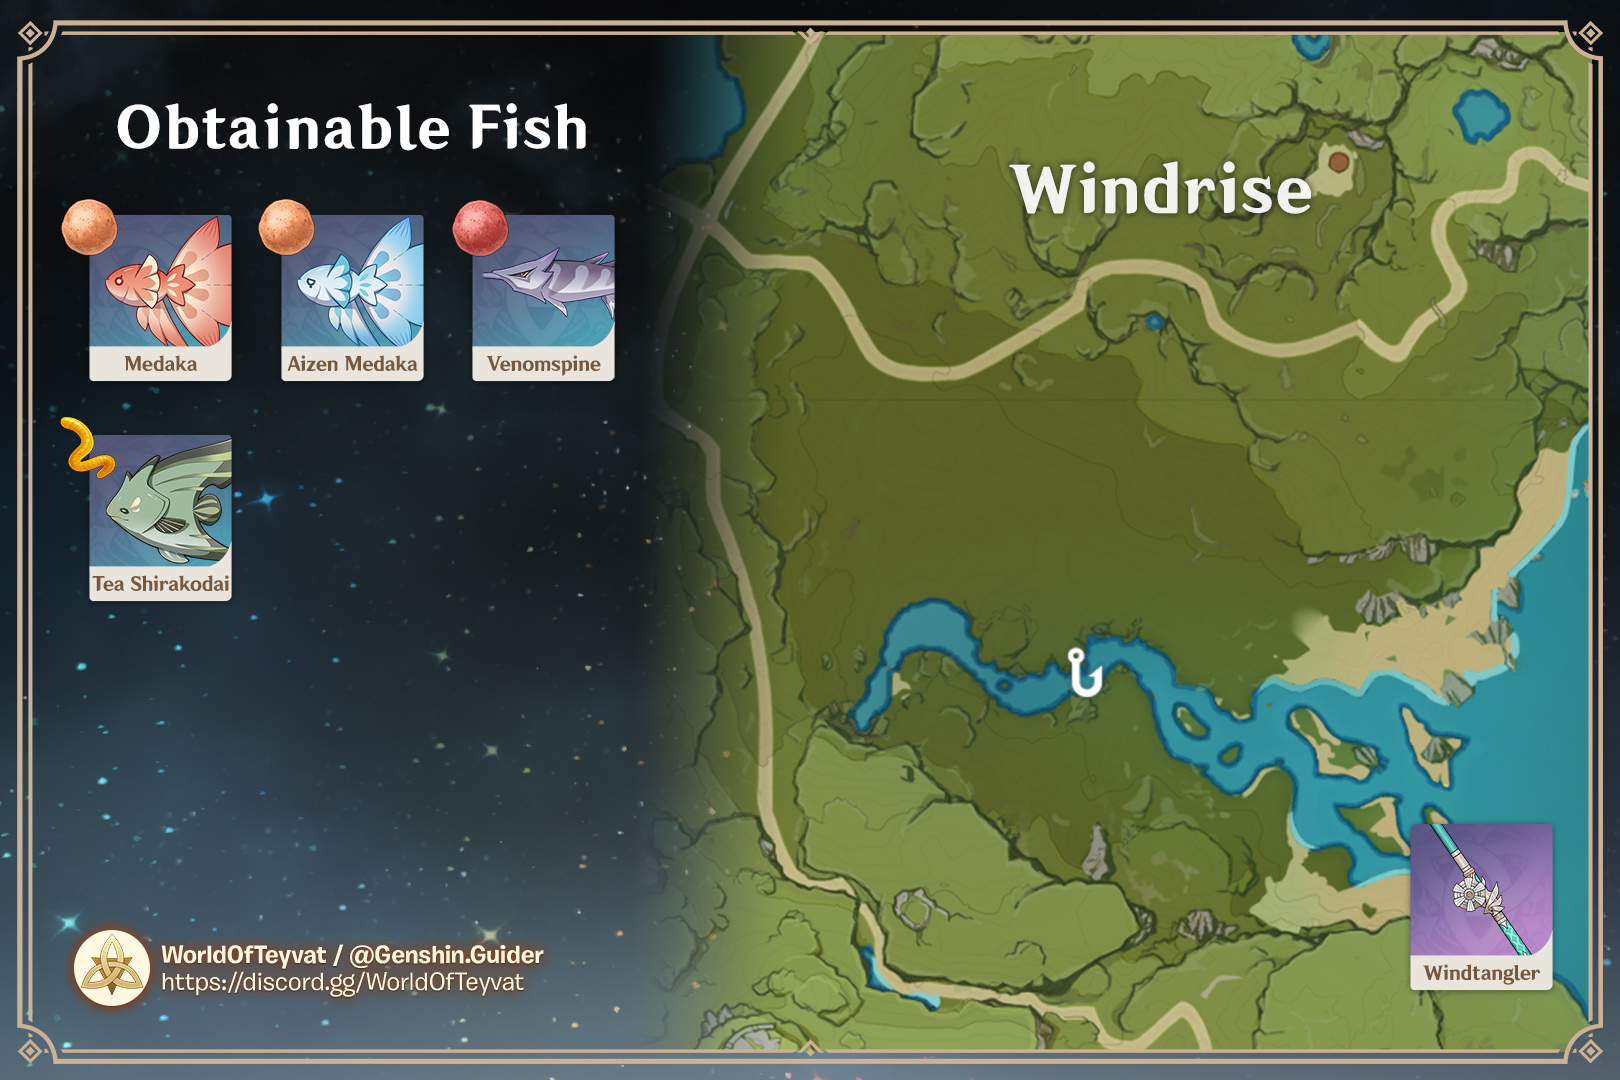 Obtainable Fish
Windrise
Medaka
Aizen Medaka
Venomspine
Tea Shirakodai
WorldOfTeyvat / @Genshin.Guider
https://discord.gg/WorldOfTeyvat
Windtangler